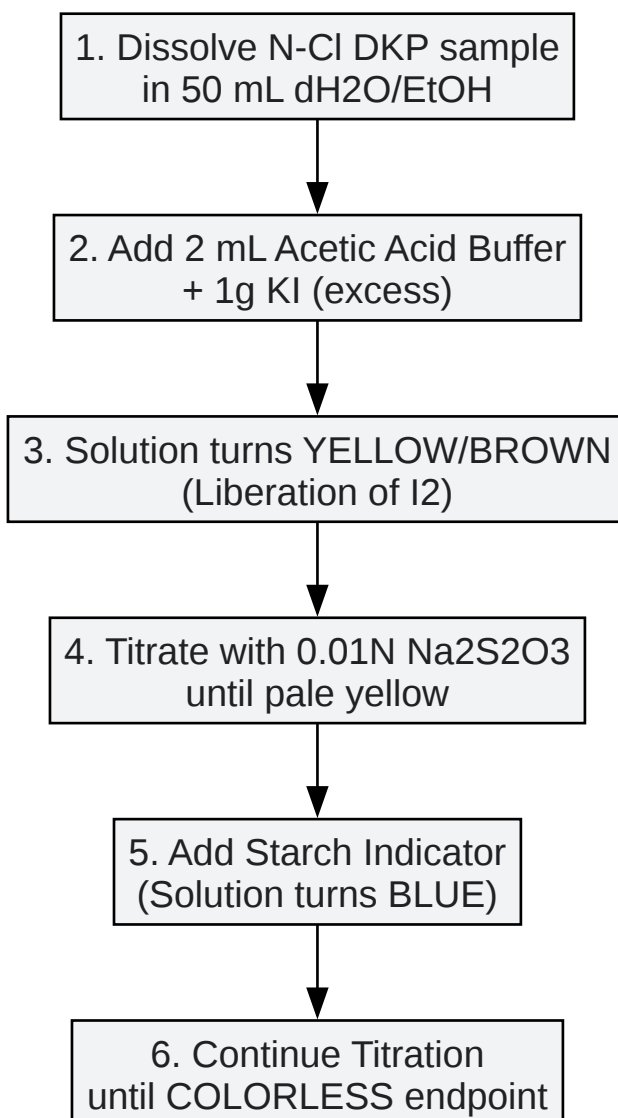 1. Dissolve N-Cl DKP sample
in 50 mL dH2O/EtOH
2. Add 2 mL Acetic Acid Buffer
+ 1g KI (excess)
3. Solution turns YELLOW/BROWN
(Liberation of I2)
4. Titrate with 0.01N Na2S2O3
until pale yellow
5. Add Starch Indicator
(Solution turns BLUE)
6. Continue Titration
until COLORLESS endpoint